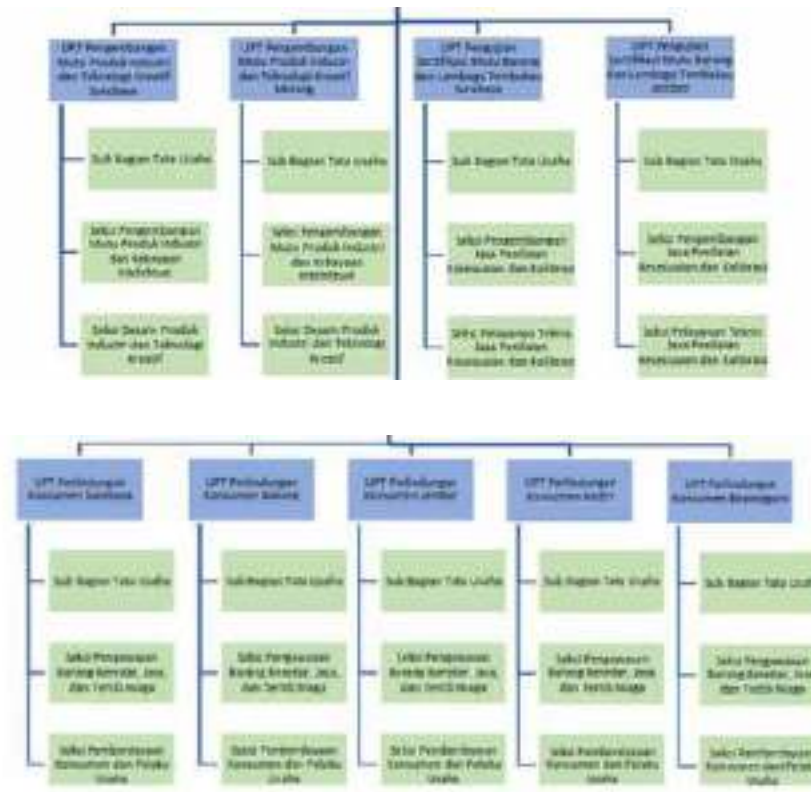 UPT Pengembangan
Mutu Produk Industri
dan Teknologi Kreatif
Surabaya
UPT Pengembangan
Mutu Produk Industri
dan Teknologi Kreatif
Malang
UPT Pengujian
Sertifikasi Mutu Barang
dan Lembaga Tembakau
Surabaya
UPT Pengujian
Sertifikasi Mutu Barang
dan Lembaga Tembakau
Jember
Sub Bagian Tata Usaha
Sub Bagian Tata Usaha
Sub Bagian Tata Usaha
Sub Bagian Tata Usaha
Seksi Pengembangan
Mutu Produk Industri
dan Kekayaan
Intelektual
Seksi Pengembangan
Mutu Produk Industri
dan Kekayaan
Intelektual
Seksi Pengembangan
Jasa Penilaian
Kesesuaian dan Kalibrasi
Seksi Pengembangan
Jasa Penilaian
Kesesuaian dan Kalibrasi
Seksi Desain Produk
Industri dan Teknologi
Kreatif
Seksi Desain Produk
Industri dan Teknologi
Kreatif
Seksi Pelayanan Teknis
Jasa Penilaian
Kesesuaian dan Kalibrasi
Seksi Pelayanan Teknis
Jasa Penilaian
Kesesuaian dan Kalibrasi
UPT Perlindungan
Konsumen Surabaya
UPT Perlindungan
Konsumen
UPT Perlindungan
Konsumen Jember
UPT Perlindungan
Konsumen
UPT Perlindungan
Konsumen Bojonegoro
Sub Bagian Tata Usaha
Sub Bagian Tata Usaha
Sub Bagian Tata Usaha
Sub Bagian Tata Usaha
Sub Bagian Tata
Seksi Pengawasan
Barang Beredar, Jasa,
dan Tertib Niaga
Seksi Pengawasan
Barang Beredar, Jasa,
dan Tertib Niaga
Seksi Pengawasan
Barang Beredar, Jasa,
dan Tertib Niaga
Seksi Pengawasan
Barang Beredar, Jasa,
dan Tertib Niaga
Seksi Pengawasan
Barang Beredar,
dan Tertib Niaga
Seksi Pemberdayaan
Konsumen dan Pelaku
Usaha
Seksi Pemberdayaan
Konsumen dan Pelaku
Usaha
Seksi Pemberdayaan
Konsumen dan Pelaku
Usaha
Seksi Pemberdayaan
Konsumen dan Pelaku
Usaha
Seksi Pemberdayaan
Konsumen dan
Usaha